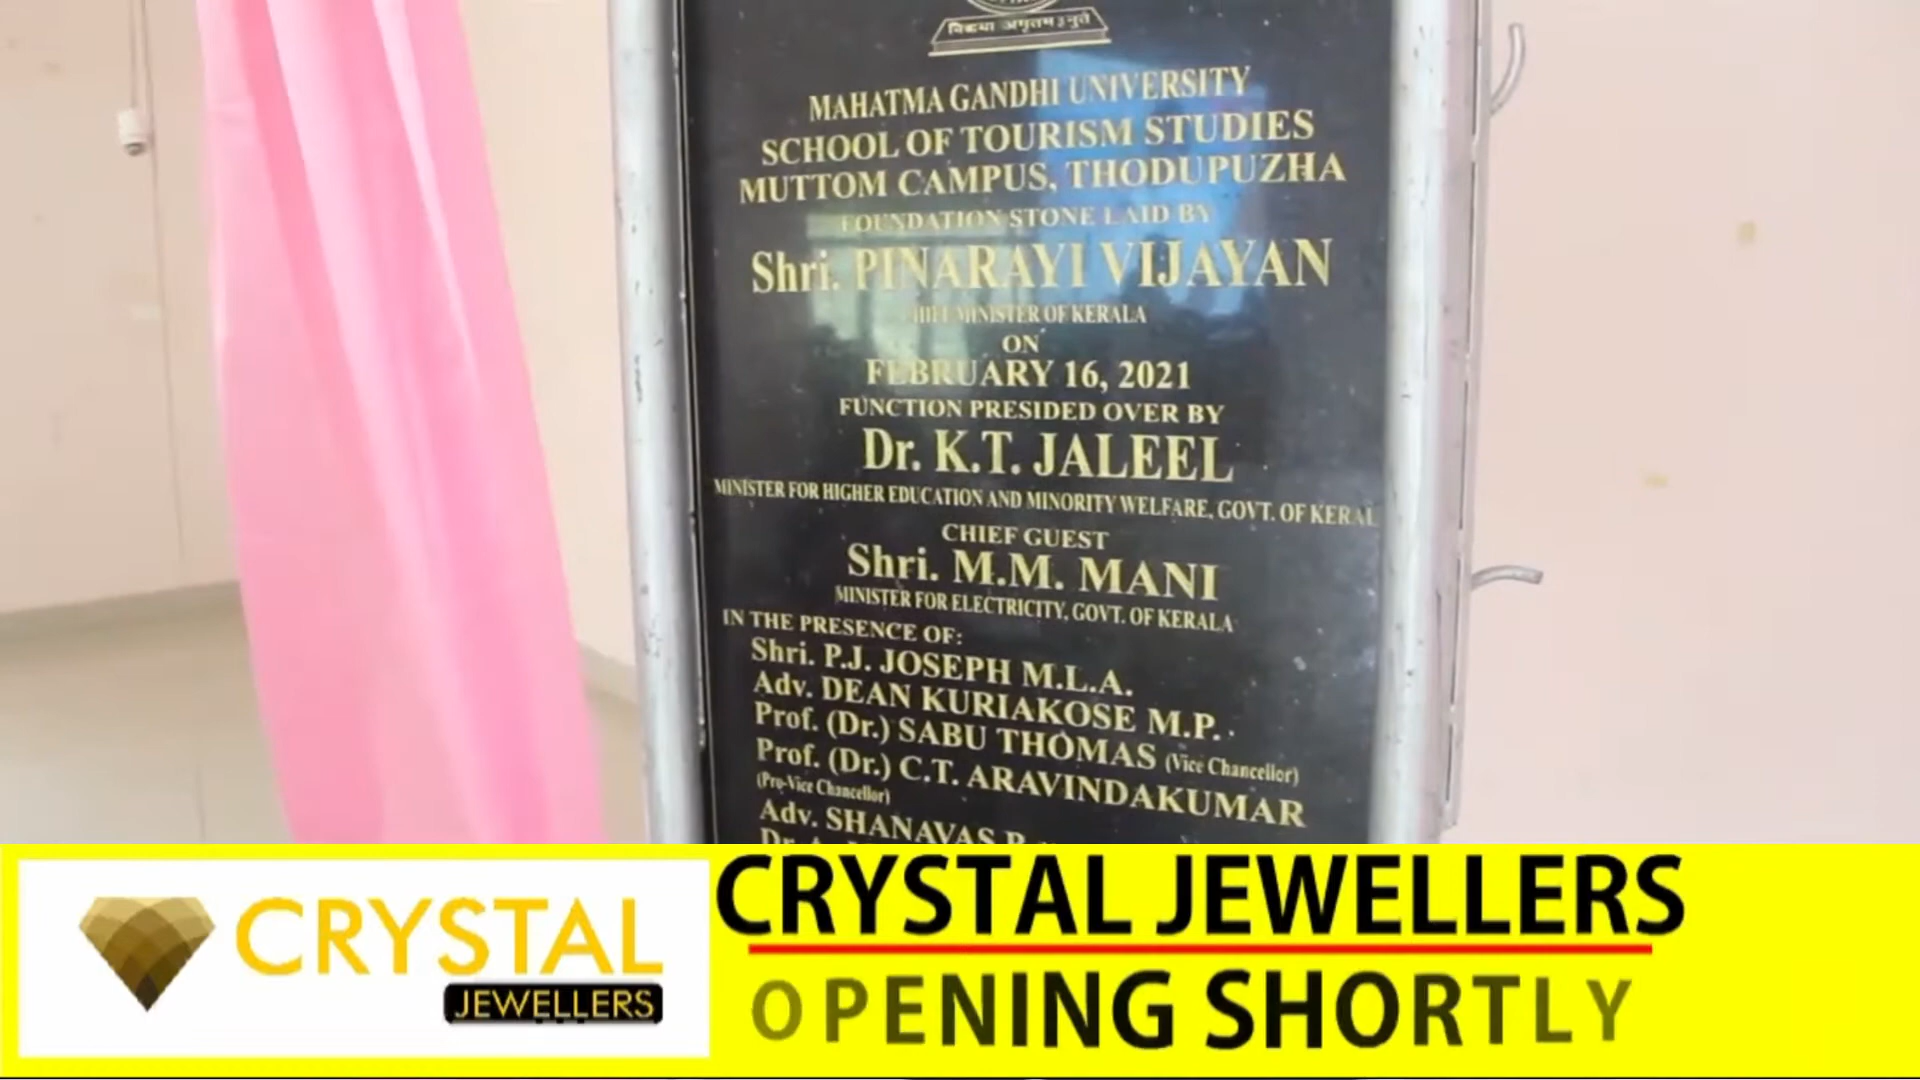 विद्यया अमृतमश्नुते
MAHATMA GANDHI UNIVERSITY
SCHOOL OF TOURISM STUDIES
MUTTOM CAMPUS, THODUPUZHA
FOUNDATION STONE LAID BY
Shri. PINARAYI VIJAYAN
CHIEF MINISTER OF KERALA
ON
FEBRUARY 16, 2021
FUNCTION PRESIDED OVER BY
Dr. K.T. JALEEL
MINISTER FOR HIGHER EDUCATION AND MINORITY WELFARE, GOVT. OF KERAL
CHIEF GUEST
Shri. M.M. MANI
MINISTER FOR ELECTRICITY, GOVT. OF KERALA
IN THE PRESENCE OF:
Shri. P.J. JOSEPH M.L.A.
Adv. DEAN KURIAKOSE M.P.
Prof. (Dr.) SABU THOMAS (Vice Chancellor)
Prof. (Dr.) C.T. ARAVINDAKUMAR
(Pro-Vice Chancellor)
Adv. SHANAVAS
CRYSTAL
JEWELLERS
CRYSTAL JEWELLERS
OPENING SHORTLY